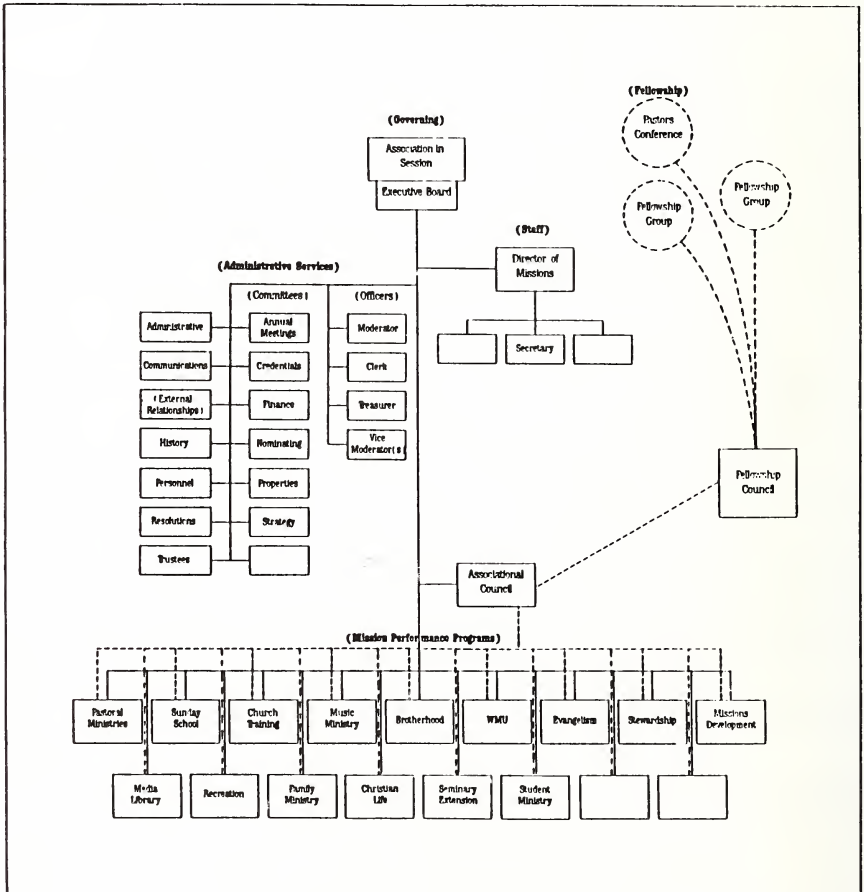 (Fellowship)
Pastors
Conference
Fellowship
Group
Fellowship
Group
(Governing)
Association in
Session
Executive Board
(Staff)
Director of
Missions
Secretary
(Administrative Services)
(Committees)
(Officers)
Administrative
Annual
Meetings
Moderator
Communications
Credentials
Clerk
(External
Relationships)
Finance
Treasurer
History
Nominating
Vice
Moderator(s)
Personnel
Properties
Resolutions
Strategy
Trustees
Fellowship
Council
Associational
Council
(Mission Performance Programs)
Pastoral
Ministries
Sunday
School
Church
Training
Music
Ministry
Brotherhood
WMU
Evangelism
Stewardship
Missions
Development
Media
Library
Recreation
Family
Ministry
Christian
Life
Seminary
Extension
Student
Ministry